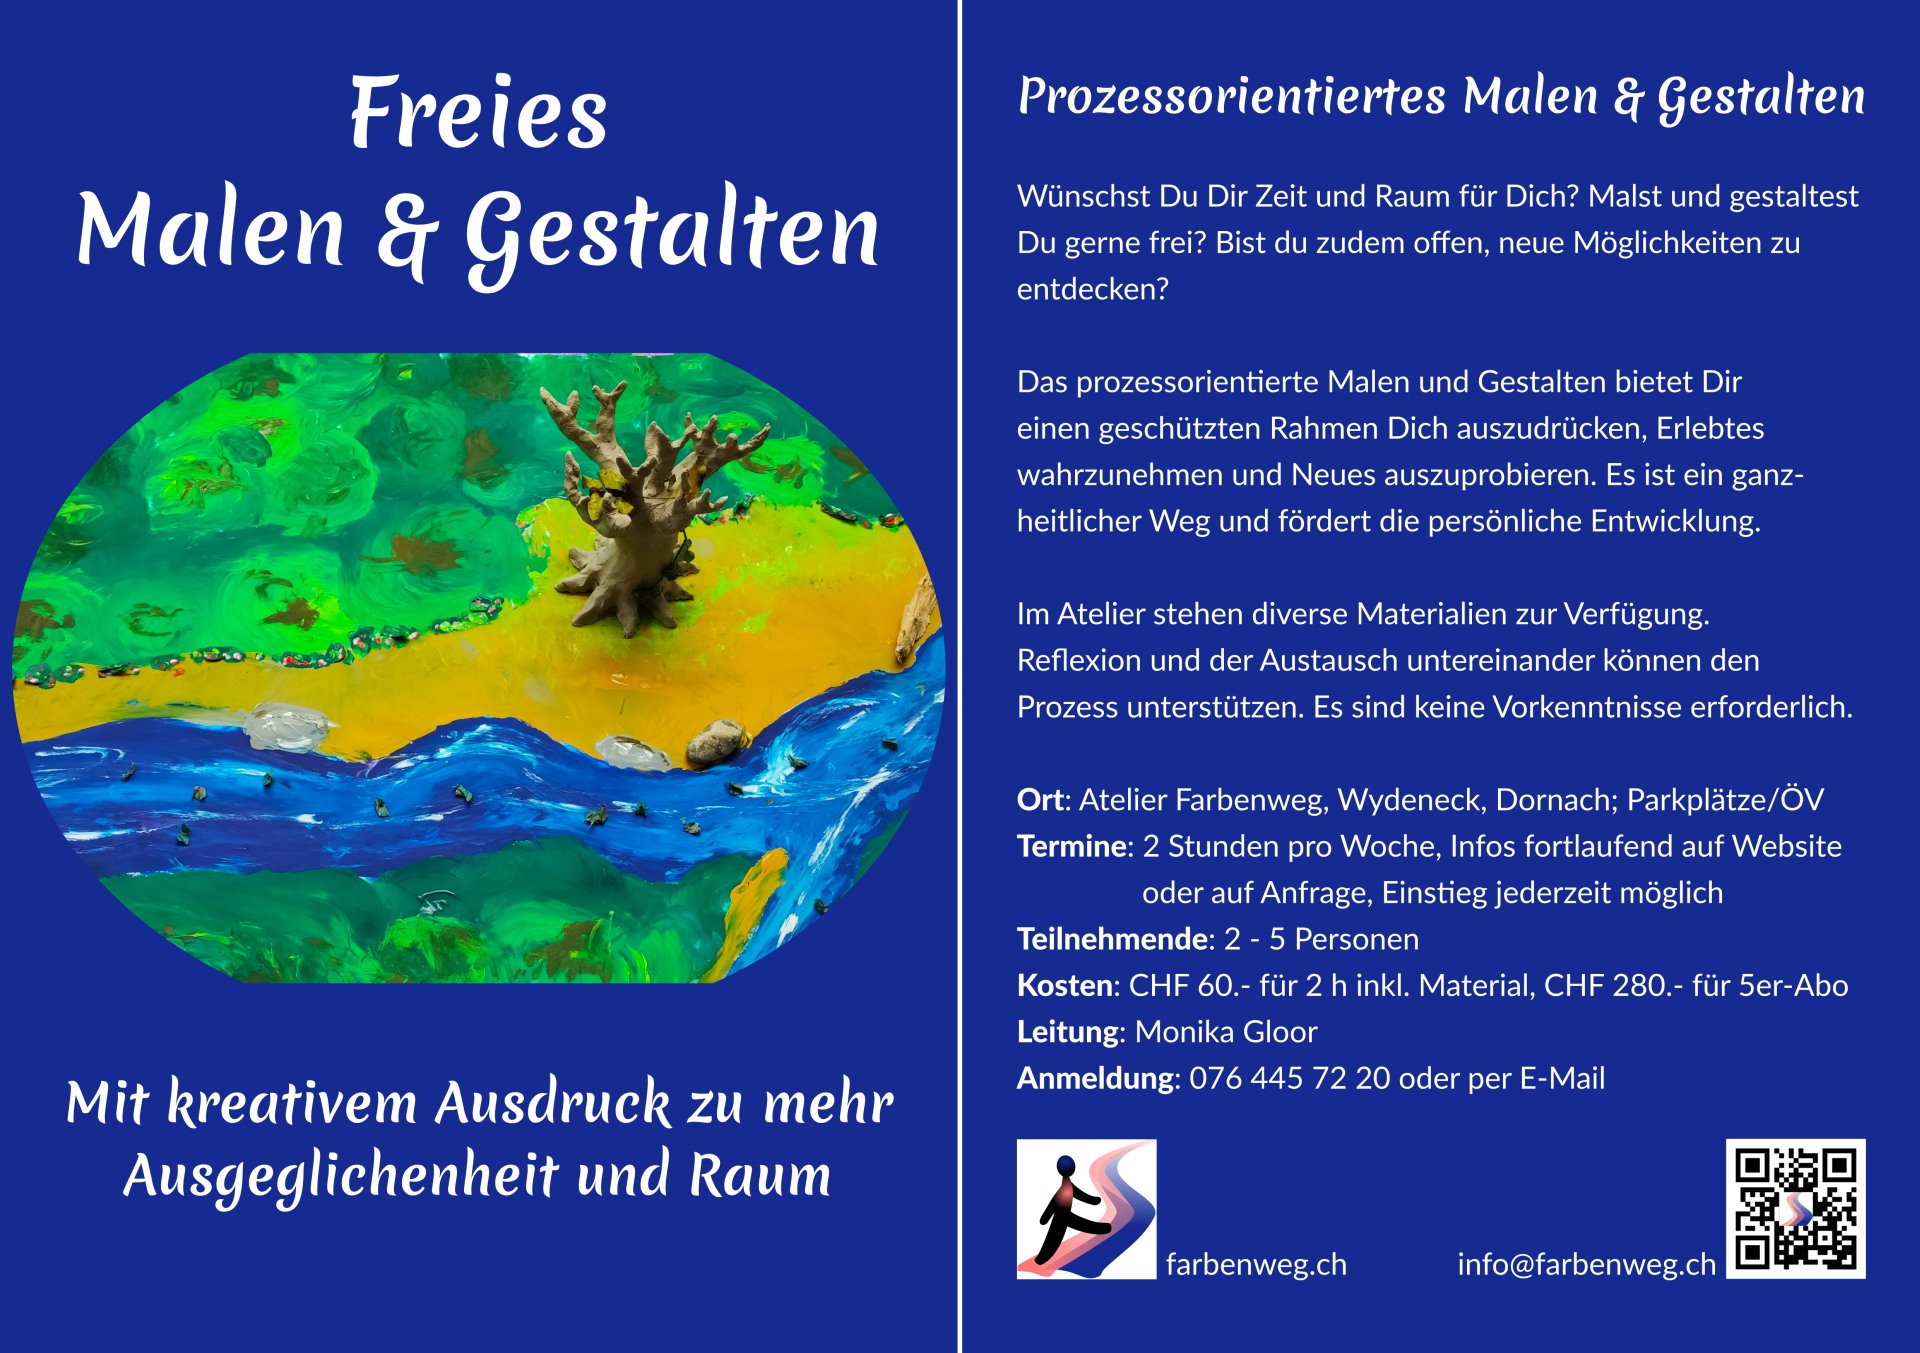 Freies
Malen & Gestalten
Mit kreativem Ausdruck zu mehr
Ausgeglichenheit und Raum
Prozessorientiertes Malen & Gestalten
Wünschst Du Dir Zeit und Raum für Dich? Malst und gestaltest
Du gerne frei? Bist du zudem offen, neue Möglichkeiten zu
entdecken?
Das prozessorientierte Malen und Gestalten bietet Dir
einen geschützten Rahmen Dich auszudrücken, Erlebtes
wahrzunehmen und Neues auszuprobieren. Es ist ein ganz-
heitlicher Weg und fördert die persönliche Entwicklung.
Im Atelier stehen diverse Materialien zur Verfügung.
Reflexion und der Austausch untereinander können den
Prozess unterstützen. Es sind keine Vorkenntnisse erforderlich.
Ort: Atelier Farbenweg, Wydeneck, Dornach; Parkplätze/ÖV
Termine: 2 Stunden pro Woche, Infos fortlaufend auf Website
oder auf Anfrage, Einstieg jederzeit möglich
Teilnehmende: 2 - 5 Personen
Kosten: CHF 60.- für 2 h inkl. Material, CHF 280.- für 5er-Abo
Leitung: Monika Gloor
Anmeldung: 076 445 72 20 oder per E-Mail
farbenweg.ch
info@farbenweg.ch